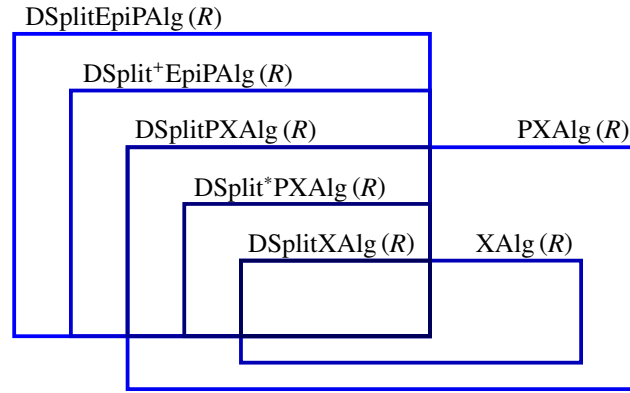 DSplitEpiPAlg (R)
DSplit⁺EpiPAlg (R)
DSplitPXAlg (R) PXAlg (R)
DSplit*PXAlg (R)
DSplitXAlg (R) XAlg (R)